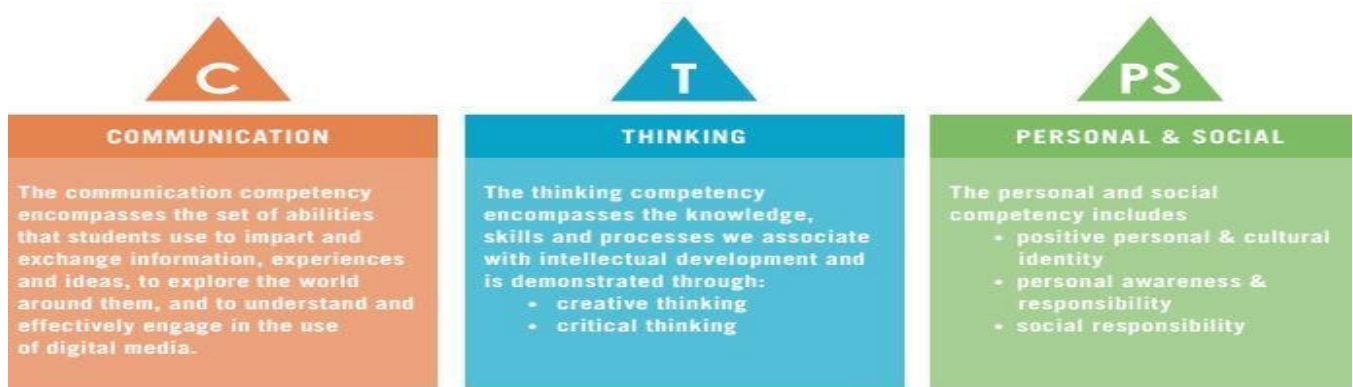 C
COMMUNICATION
The communication competency
encompasses the set of abilities
that students use to impart and
exchange information, experiences
and ideas, to explore the world
around them, and to understand and
effectively engage in the use
of digital media.
T
THINKING
The thinking competency
encompasses the knowledge,
skills and processes we associate
with intellectual development and
is demonstrated through:
• creative thinking
• critical thinking
PS
PERSONAL & SOCIAL
The personal and social
competency includes
• positive personal & cultural
identity
• personal awareness &
responsibility
• social responsibility